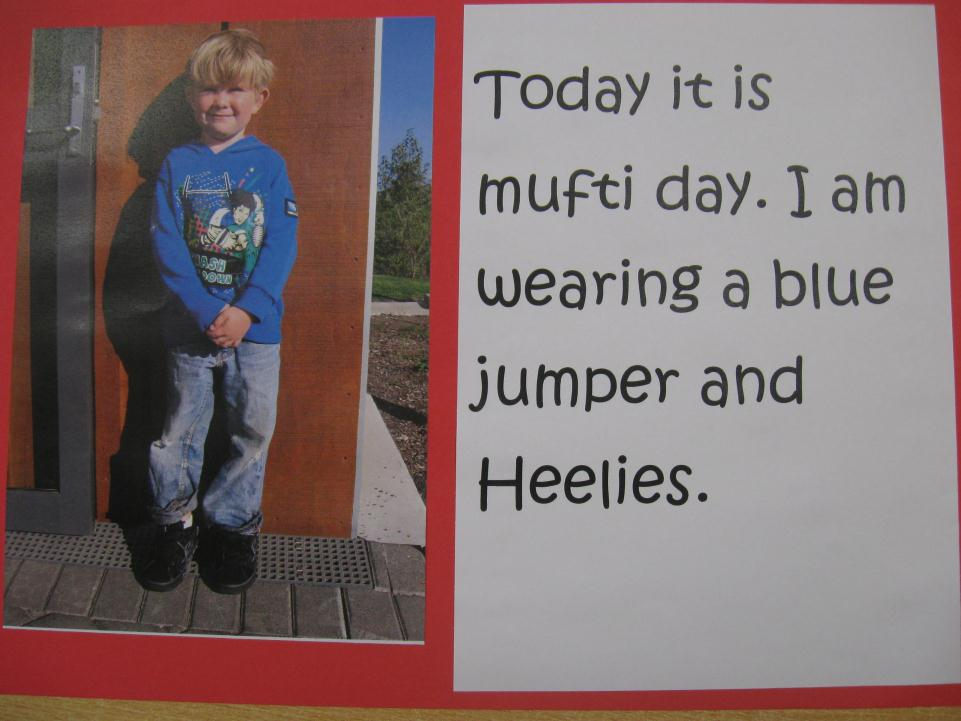 Today it is
mufti day. I am
wearing a blue
jumper and
Heelies.